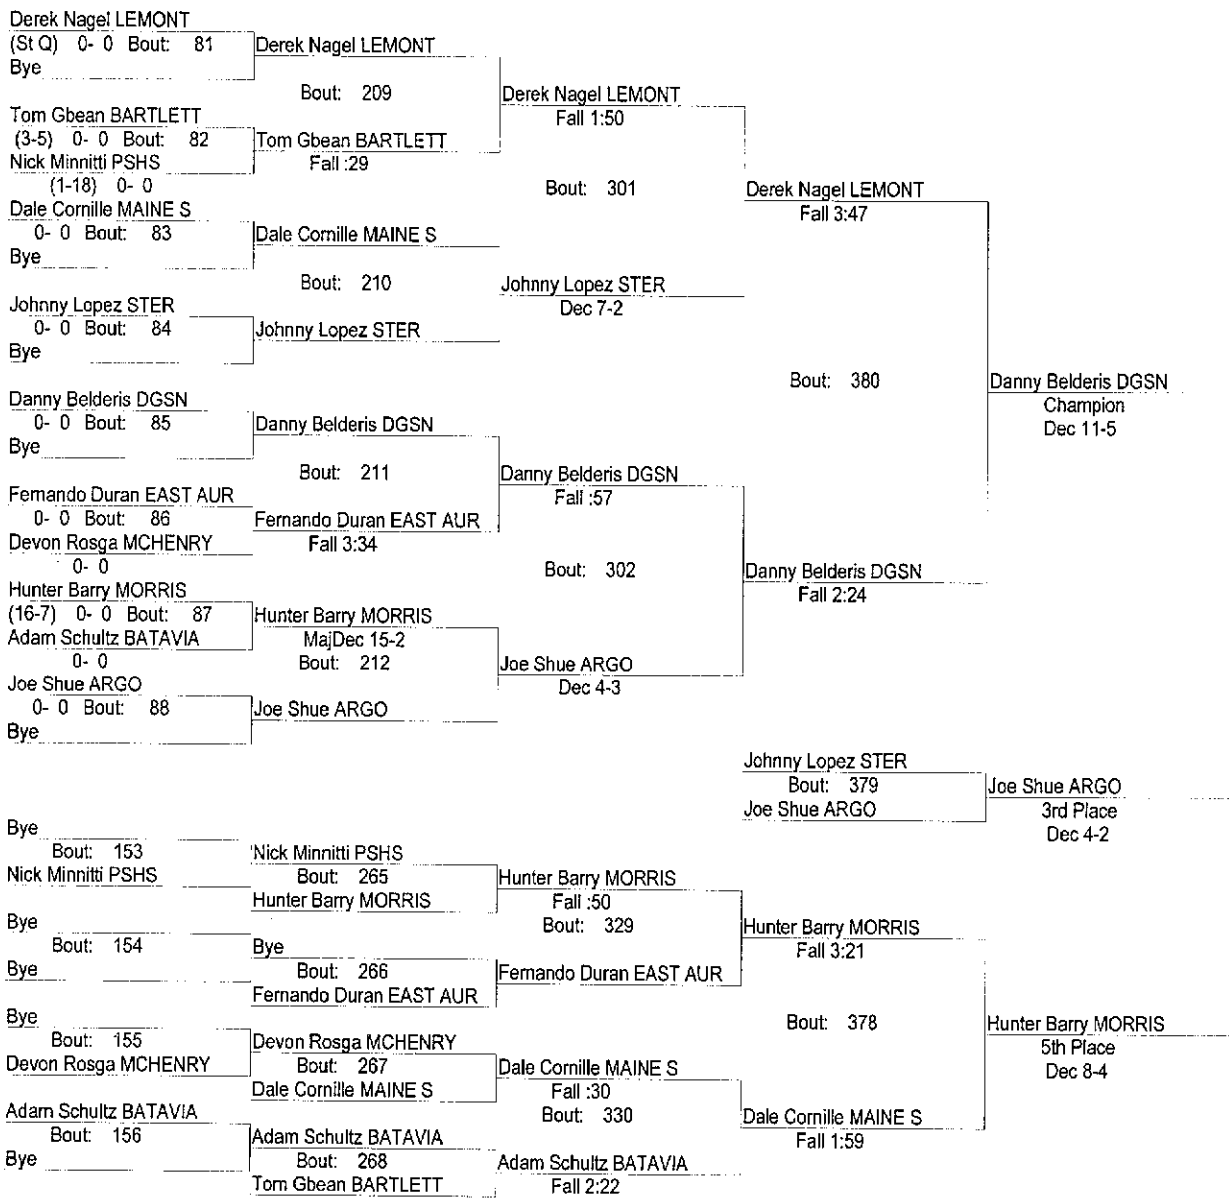 Derek Nagel LEMONT
(St Q) 0- 0 Bout: 81
Bye
Derek Nagel LEMONT
Bout: 209
Tom Gbean BARTLETT
(3-5) 0- 0 Bout: 82
Nick Minnitti PSHS
(1-18) 0- 0
Tom Gbean BARTLETT
Fall :29
Derek Nagel LEMONT
Fall 1:50
Bout: 301
Dale Cornille MAINE S
0- 0 Bout: 83
Bye
Dale Cornille MAINE S
Bout: 210
Johnny Lopez STER
0- 0 Bout: 84
Bye
Johnny Lopez STER
Johnny Lopez STER
Dec 7-2
Derek Nagel LEMONT
Fall 3:47
Bout: 380
Danny Belderis DGSN
Champion
Dec 11-5
Danny Belderis DGSN
0- 0 Bout: 85
Bye
Danny Belderis DGSN
Bout: 211
Fernando Duran EAST AUR
0- 0 Bout: 86
Devon Rosga MCHENRY
0- 0
Fernando Duran EAST AUR
Fall 3:34
Danny Belderis DGSN
Fall :57
Bout: 302
Hunter Barry MORRIS
(16-7) 0- 0 Bout: 87
Adam Schultz BATAVIA
0- 0
Hunter Barry MORRIS
MajDec 15-2
Bout: 212
Joe Shue ARGO
0- 0 Bout: 88
Bye
Joe Shue ARGO
Joe Shue ARGO
Dec 4-3
Danny Belderis DGSN
Fall 2:24
Johnny Lopez STER
Bout: 379
Joe Shue ARGO
Joe Shue ARGO
3rd Place
Dec 4-2
Bye
Bout: 153
Nick Minnitti PSHS
Nick Minnitti PSHS
Bout: 265
Hunter Barry MORRIS
Hunter Barry MORRIS
Fall :50
Bout: 329
Bye
Bout: 154
Bye
Bye
Bout: 266
Fernando Duran EAST AUR
Fernando Duran EAST AUR
Hunter Barry MORRIS
Fall 3:21
Bout: 378
Hunter Barry MORRIS
5th Place
Dec 8-4
Bye
Bout: 155
Devon Rosga MCHENRY
Devon Rosga MCHENRY
Bout: 267
Dale Cornille MAINE S
Dale Cornille MAINE S
Fall :30
Bout: 330
Dale Cornille MAINE S
Fall 1:59
Adam Schultz BATAVIA
Bout: 156
Bye
Adam Schultz BATAVIA
Bout: 268
Tom Gbean BARTLETT
Adam Schultz BATAVIA
Fall 2:22